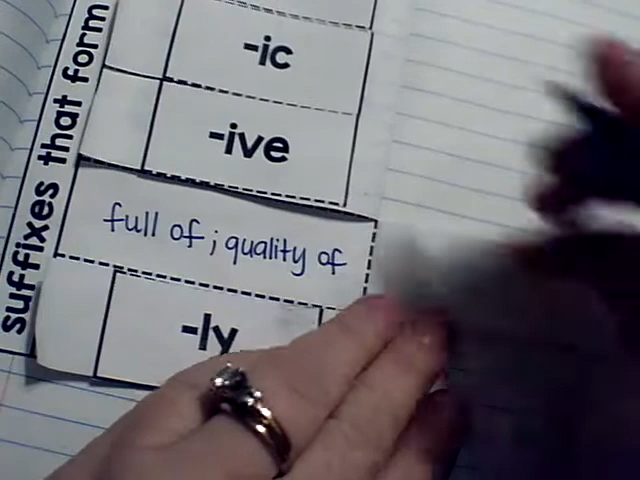 suffixes that form
-ic
-ive
full of; quality of
-ly